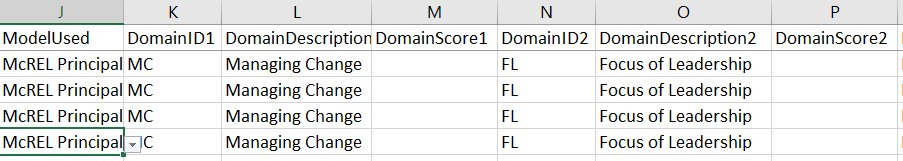 J K L M N O P
ModelUsed DomainID1 DomainDescription DomainScore1 DomainID2 DomainDescription2 DomainScore2
McREL Principal MC Managing Change FL Focus of Leadership
McREL Principal MC Managing Change FL Focus of Leadership
McREL Principal MC Managing Change FL Focus of Leadership
McREL Principal C Managing Change FL Focus of Leadership